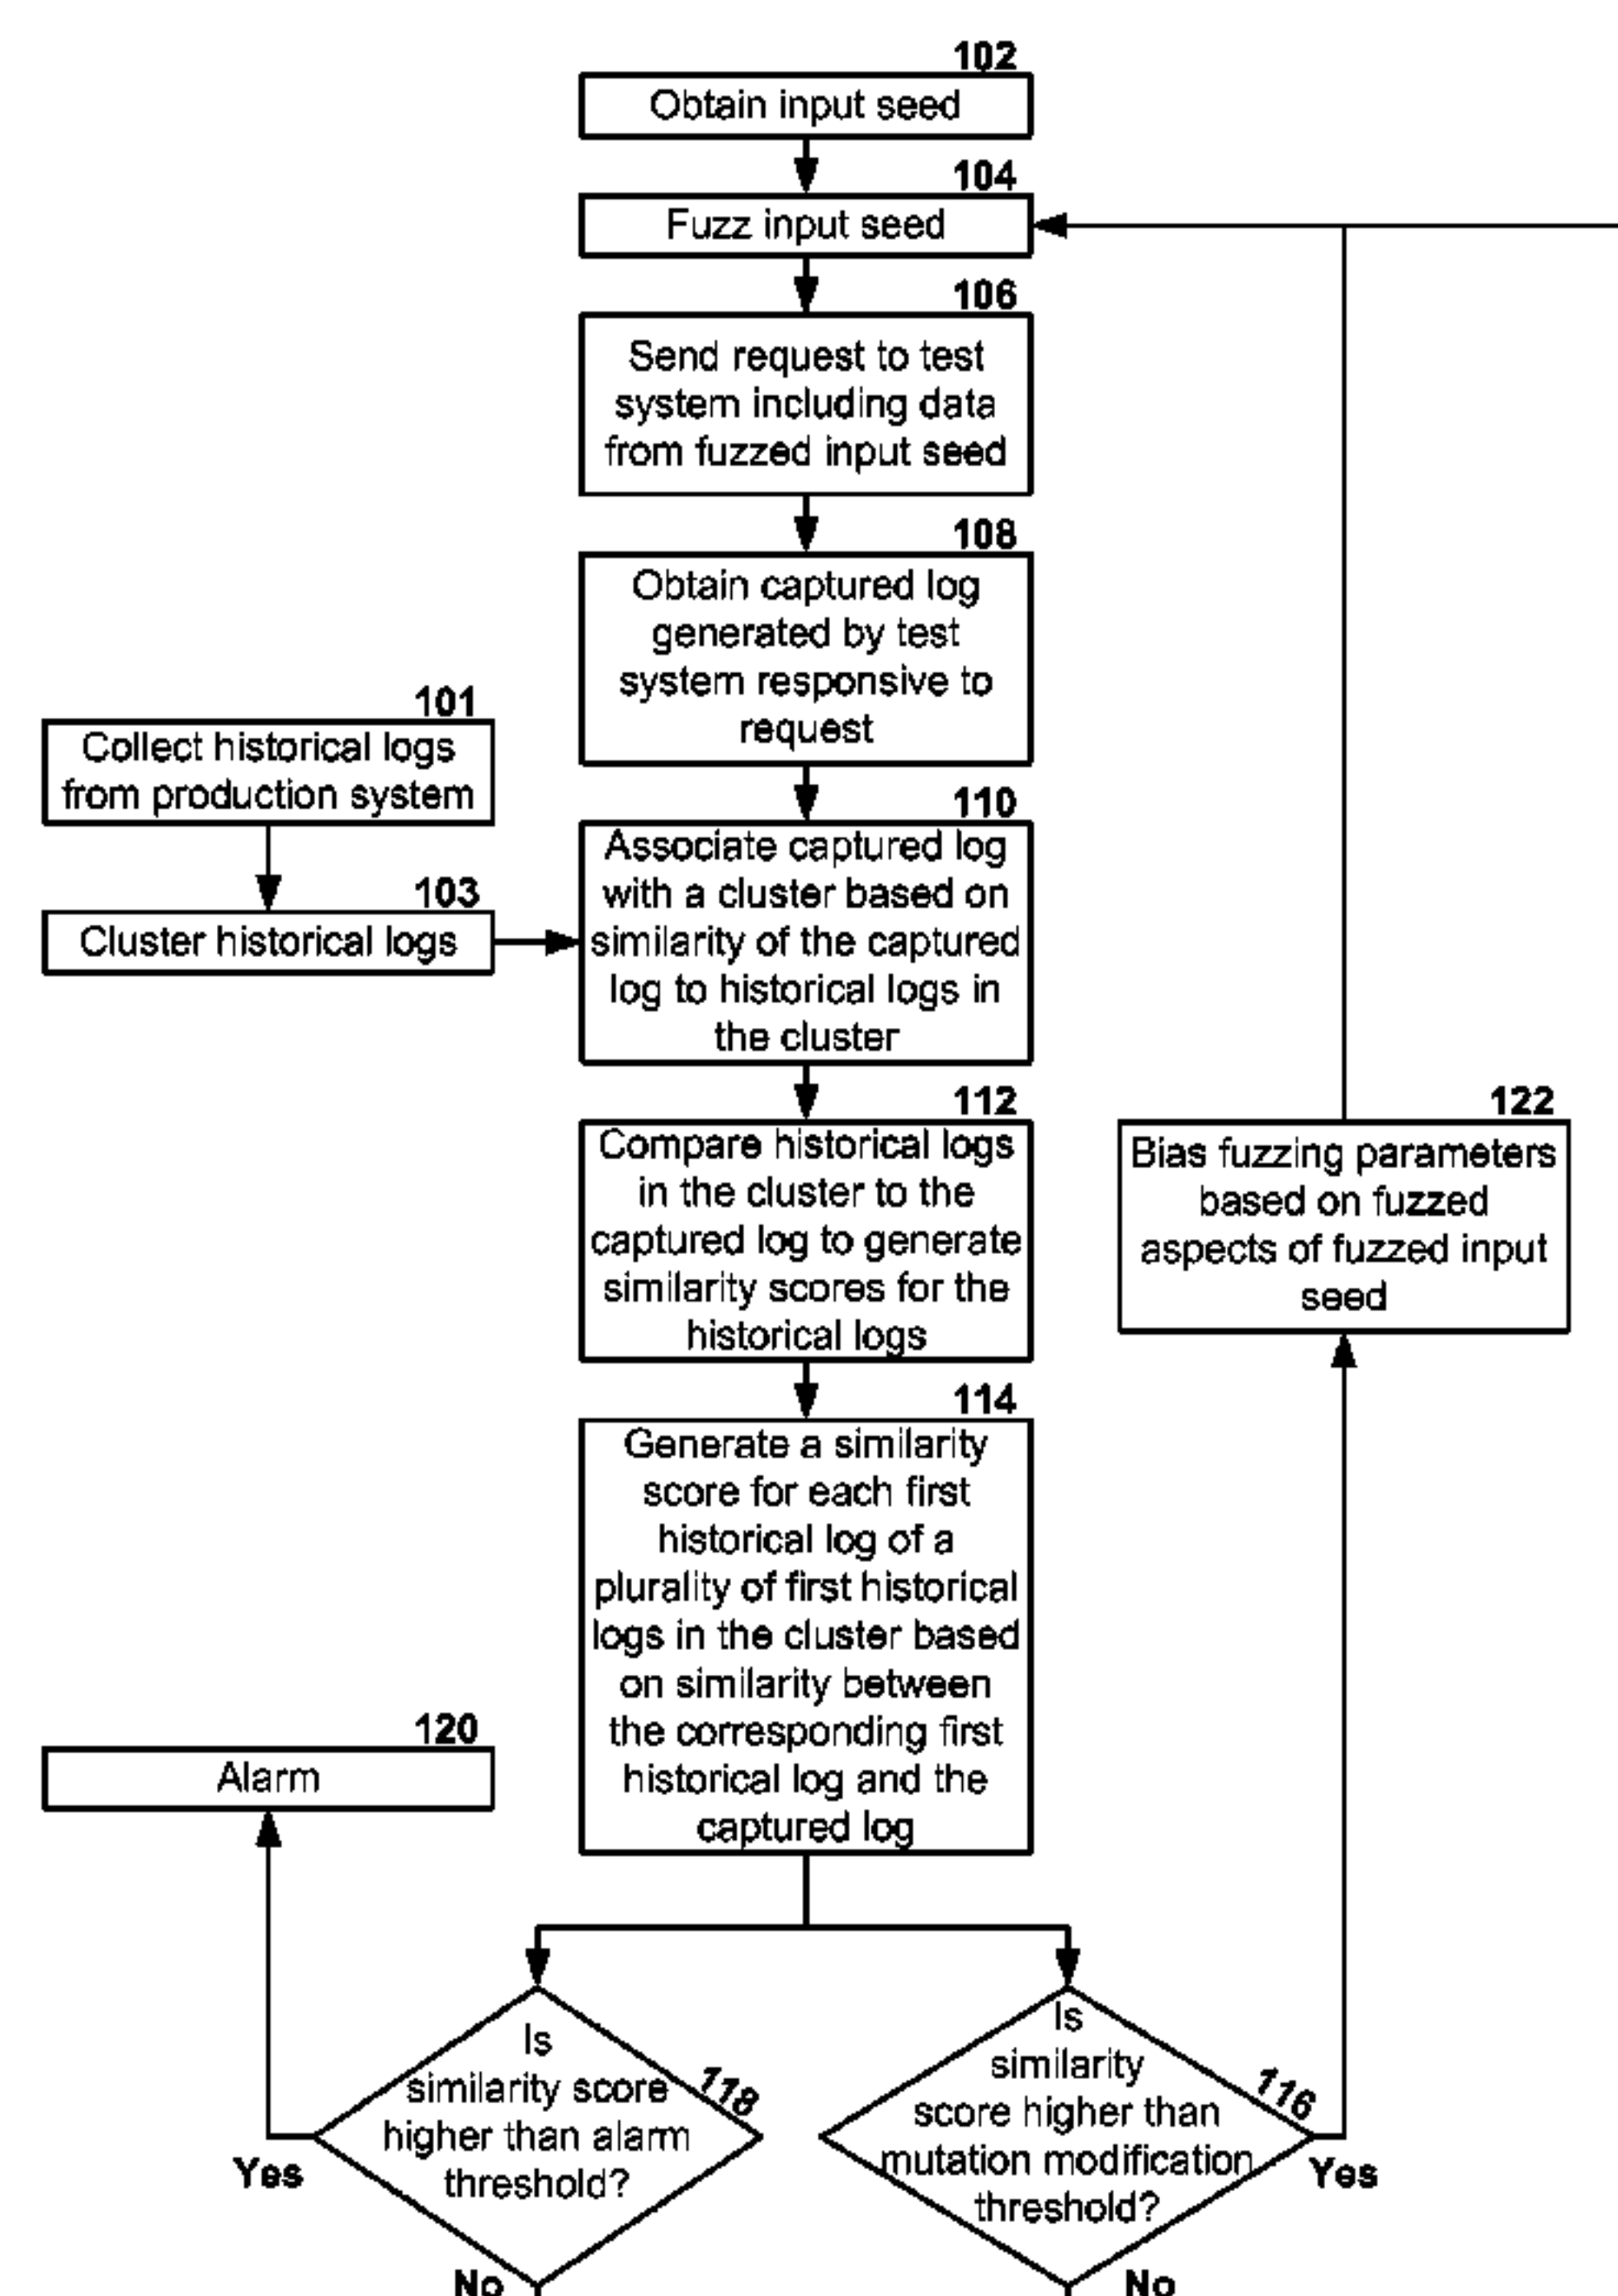 102
Obtain input seed
104
Fuzz input seed
106
Send request to test
system including data
from fuzzed input seed
108
Obtain captured log
generated by test
system responsive to
request
101
Collect historical logs
from production system
103
Cluster historical logs
110
Associate captured log
with a cluster based on
similarity of the captured
log to historical logs in
the cluster
112
Compare historical logs
in the cluster to the
captured log to generate
similarity scores for the
historical logs
122
Bias fuzzing parameters
based on fuzzed
aspects of fuzzed input
seed
114
Generate a similarity
score for each first
historical log of a
plurality of first historical
logs in the cluster based
on similarity between
the corresponding first
historical log and the
captured log
120
Alarm
118
Is
similarity score
higher than alarm
threshold?
Yes
No
116
Is
similarity
score higher than
mutation modification
threshold?
Yes
No